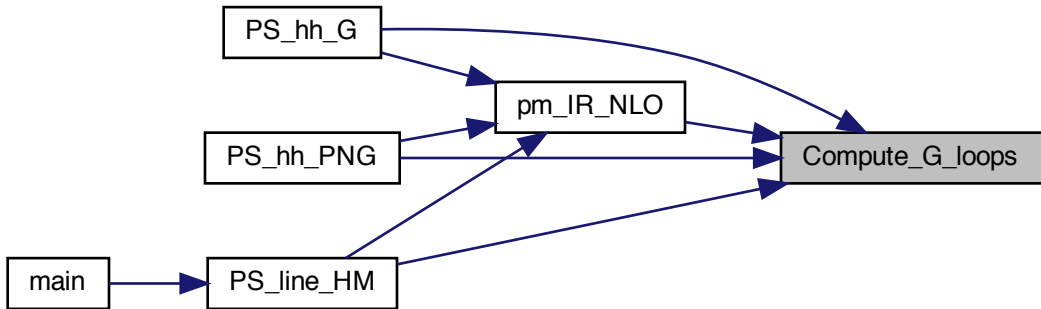 PS_hh_G
pm_IR_NLO
PS_hh_PNG
Compute_G_loops
main
PS_line_HM